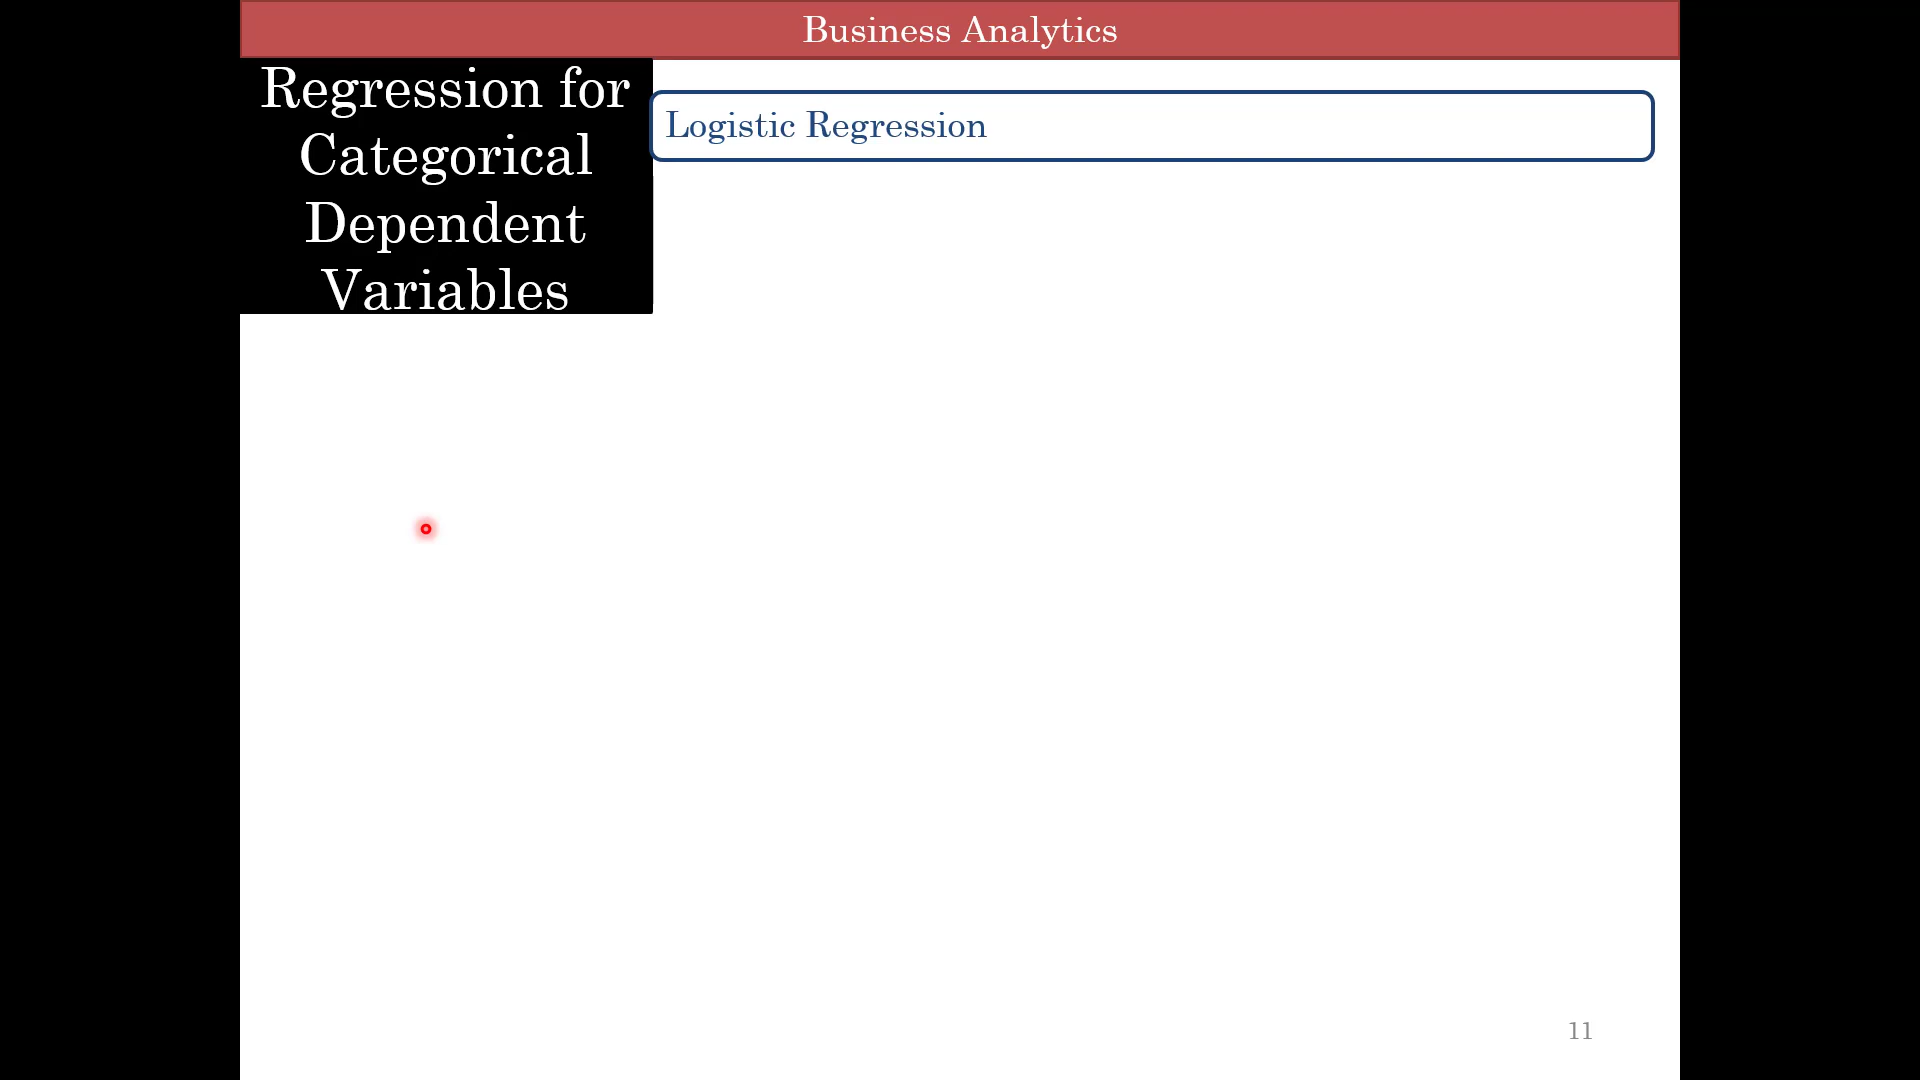 Business Analytics
Regression for
Categorical
Dependent
Variables
Logistic Regression
11